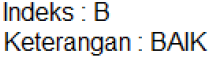 Indeks : B
Keterangan : BAIK